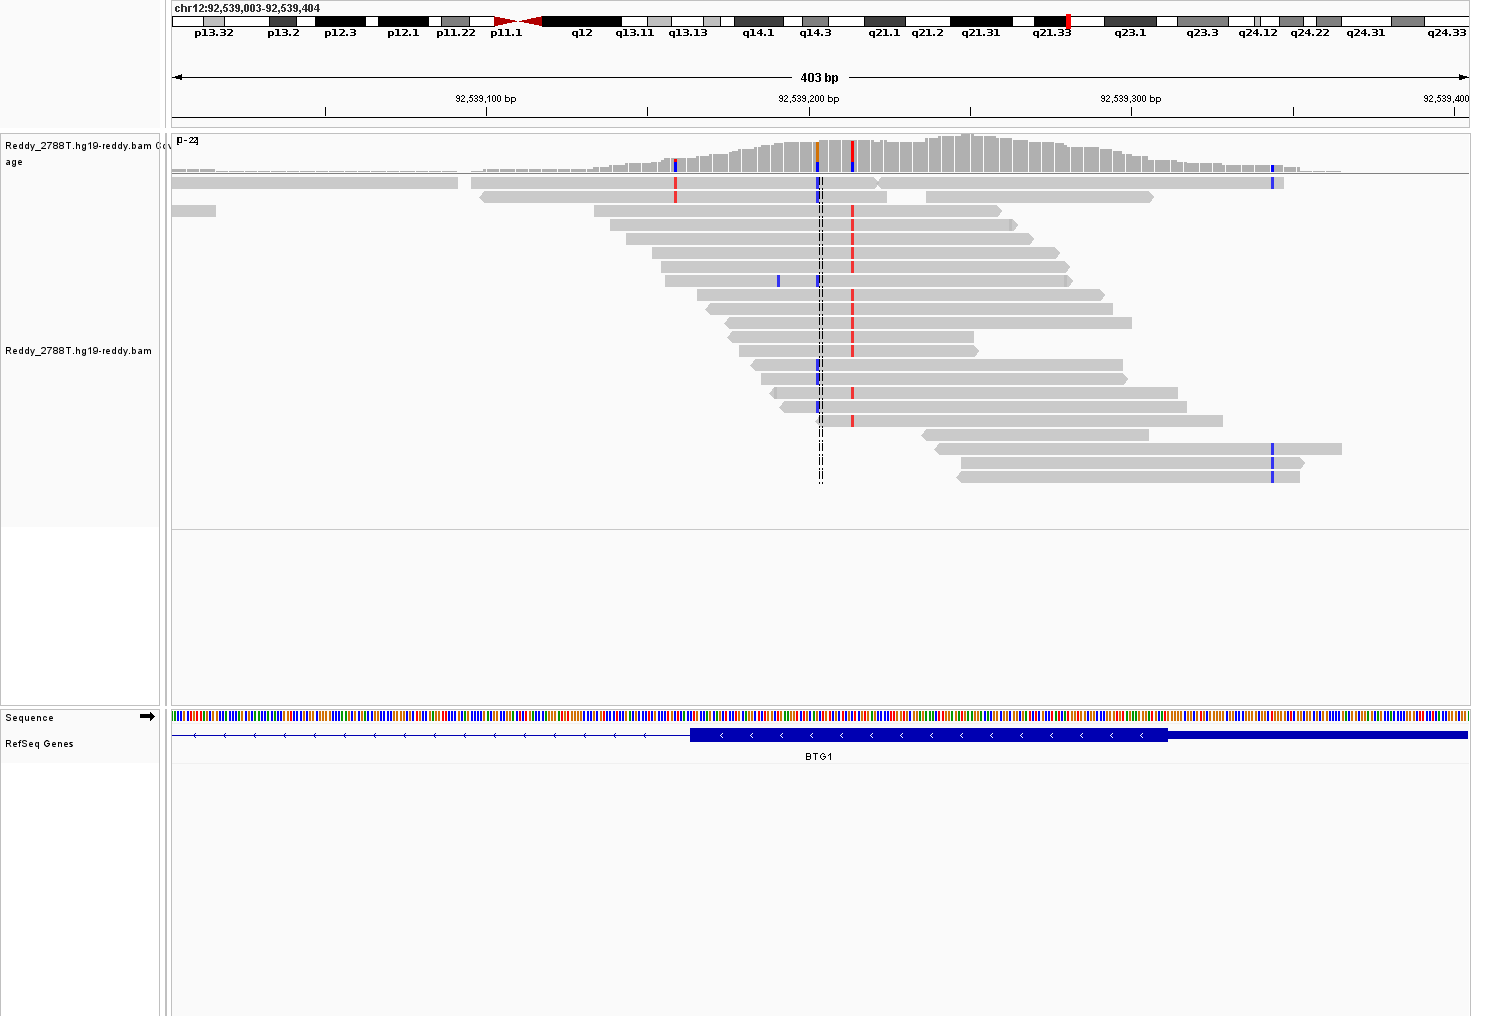 chr12:92,539,003-92,539,404
p13.32 p13.2 p12.3 p12.1 p11.22 p11.1 q12 q13.11 q13.13 q14.1 q14.3 q21.1 q21.2 q21.31 q21.33 q23.1 q23.3 q24.12 q24.22 q24.31 q24.33
403 bp
92,539,100 bp 92,539,200 bp 92,539,300 bp 92,539,400
Reddy_2788T.hg19-reddy.bam Cov
age
[0-22]
Reddy_2788T.hg19-reddy.bam
Sequence
RefSeq Genes
BTG1